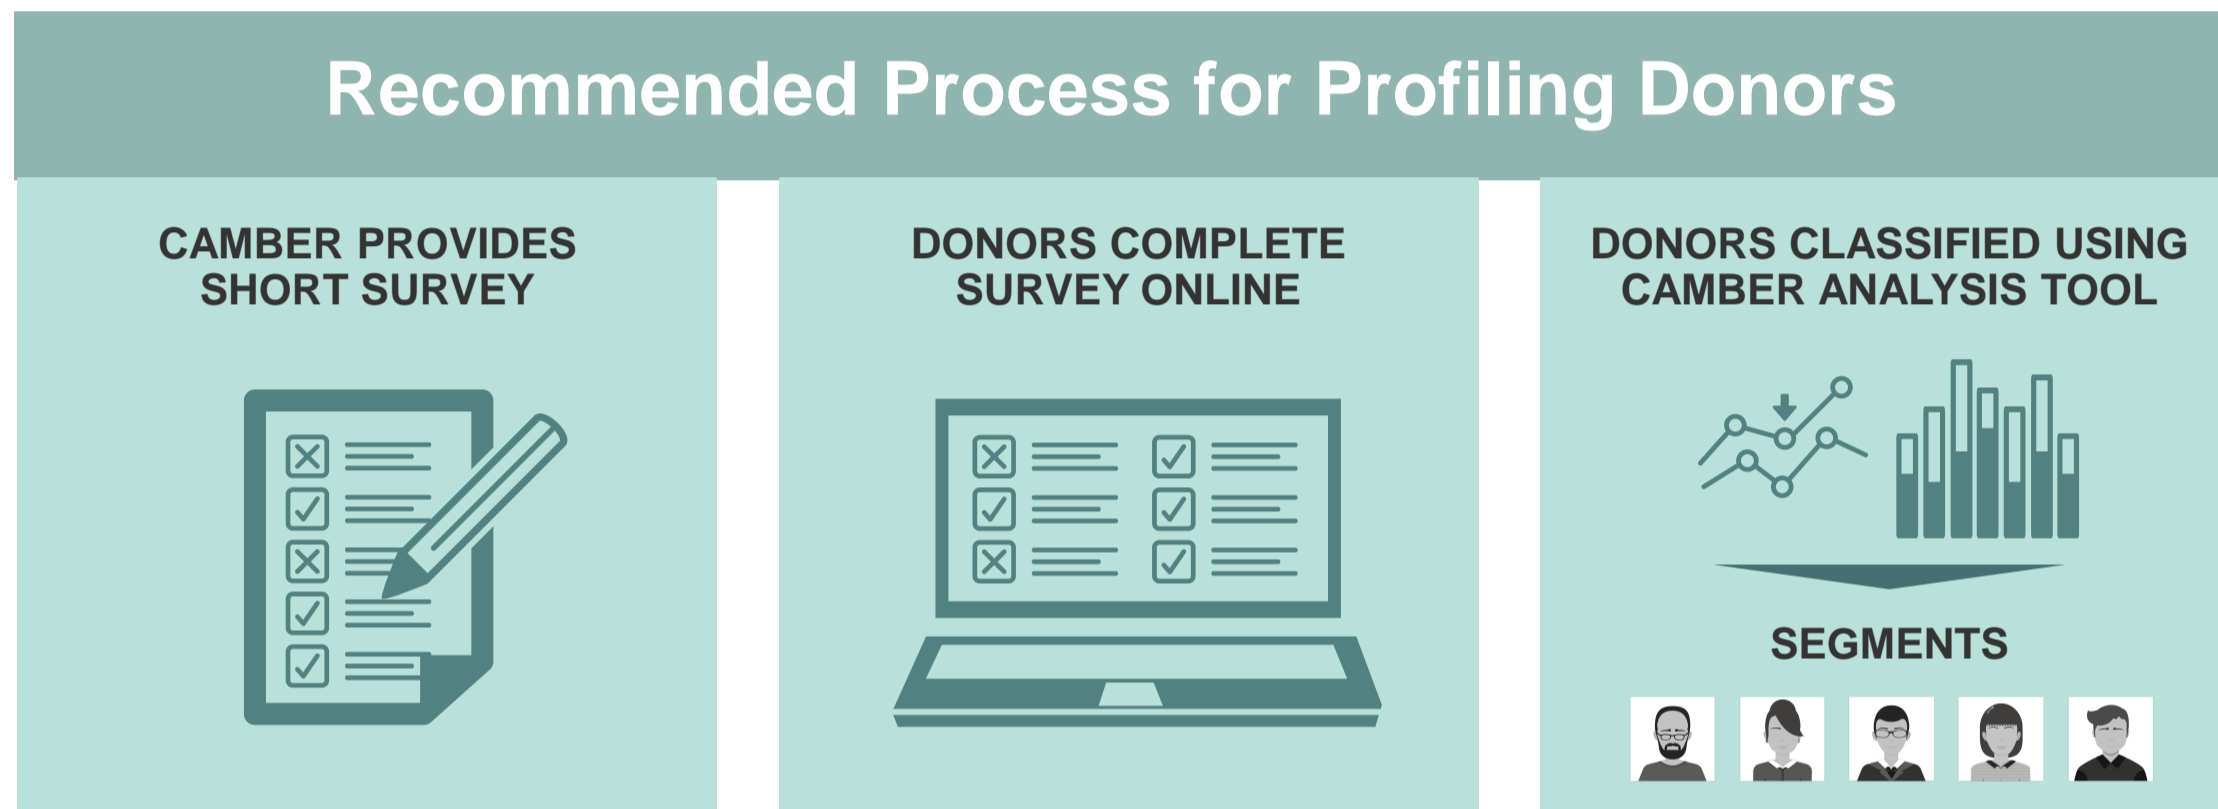 Recommended Process for Profiling Donors
CAMBER PROVIDES
SHORT SURVEY
DONORS COMPLETE
SURVEY ONLINE
DONORS CLASSIFIED USING
CAMBER ANALYSIS TOOL
SEGMENTS